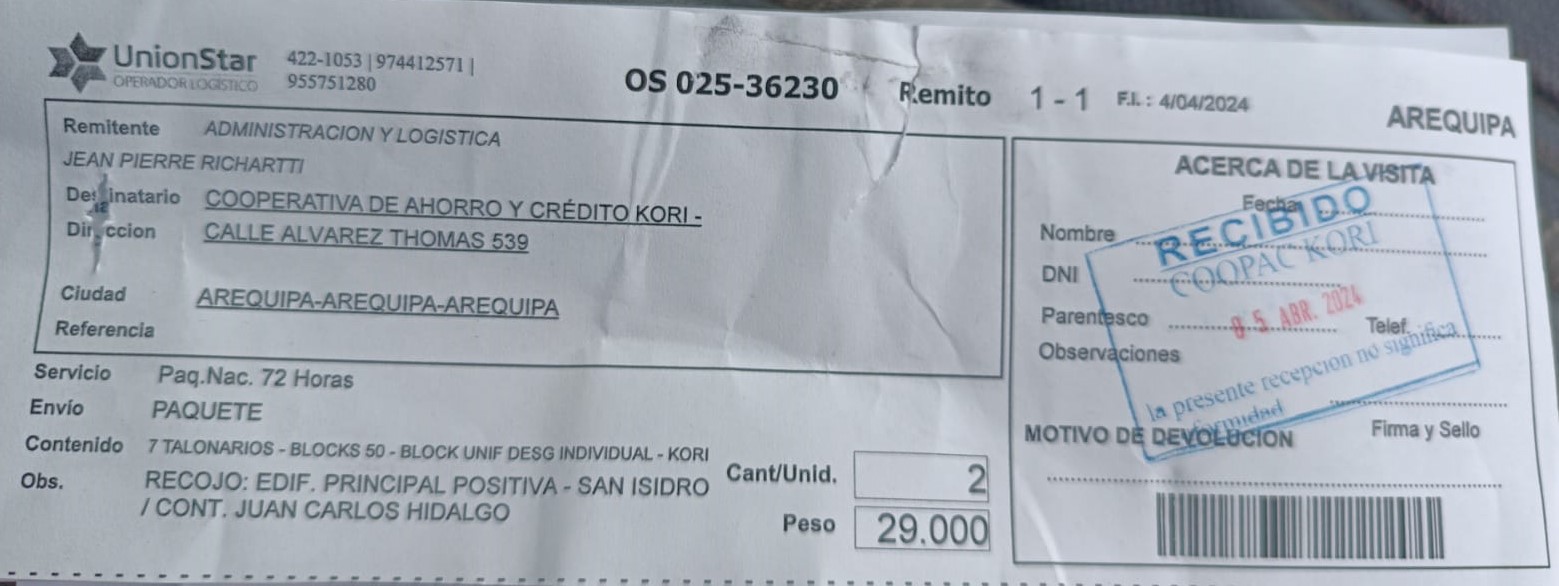 UnionStar
OPERADOR LOGÍSTICO
422-1053 | 974412571 |
955751280
OS 025-36230
Remito 1 - 1 F.I. : 4/04/2024
AREQUIPA
Remitente ADMINISTRACION Y LOGISTICA
JEAN PIERRE RICHARTTI
Des inatario COOPERATIVA DE AHORRO Y CRÉDITO KORI -
Dir ccion CALLE ALVAREZ THOMAS 539
Ciudad AREQUIPA-AREQUIPA-AREQUIPA
Referencia
Servicio Paq.Nac. 72 Horas
Envío PAQUETE
Contenido 7 TALONARIOS - BLOCKS 50 - BLOCK UNIF DESG INDIVIDUAL - KORI
Obs. RECOJO: EDIF. PRINCIPAL POSITIVA - SAN ISIDRO
/ CONT. JUAN CARLOS HIDALGO
Cant/Unid. 2
Peso 29.000
ACERCA DE LA VISITA
Fecha
Nombre
DNI
Parentesco Telef.
Observaciones
Firma y Sello
MOTIVO DE DEVOLUCION
RECIBIDO
COOPAC KORI
05 ABR. 2024
la presente recepcion no significa